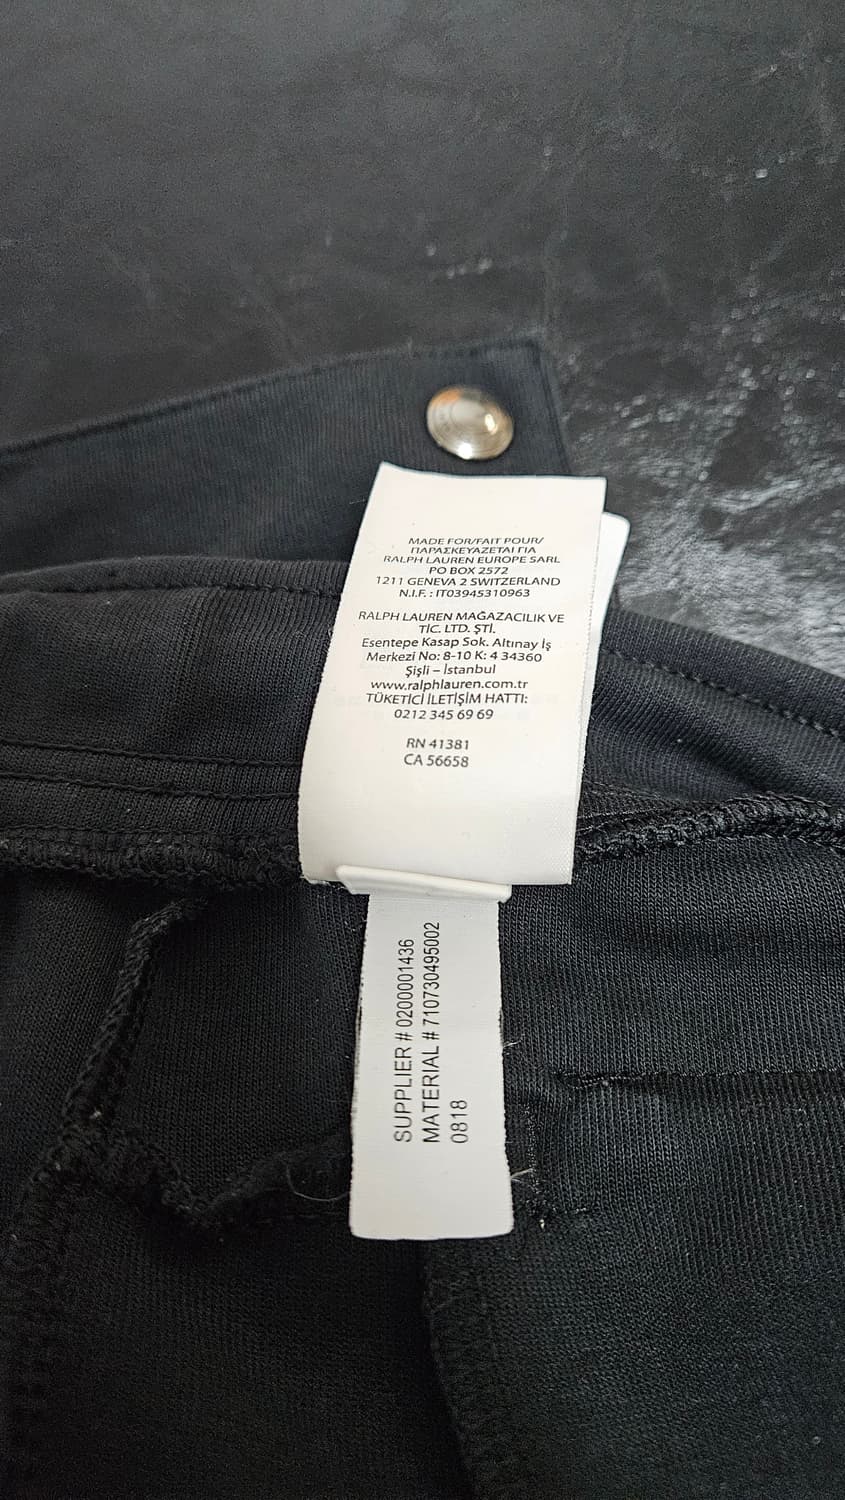 MADE FOR/FAIT POUR/
ΠΑΡΑΣΚΕΥΑΖΕΤΑΙ ΓΙΑ
RALPH LAUREN EUROPE SARL
PO BOX 2572
1211 GENEVA 2 SWITZERLAND
N.I.F. : IT03945310963
RALPH LAUREN MAĞAZACILIK VE
TİC. LTD. ŞTİ.
Esentepe Kasap Sok. Altınay İş
Merkezi No: 8-10 K: 4 34360
Şişli – İstanbul
www.ralphlauren.com.tr
TÜKETİCİ İLETİŞİM HATTI:
0212 345 69 69
RN 41381
CA 56658
SUPPLIER # 0200001436
MATERIAL # 710730495002
0818